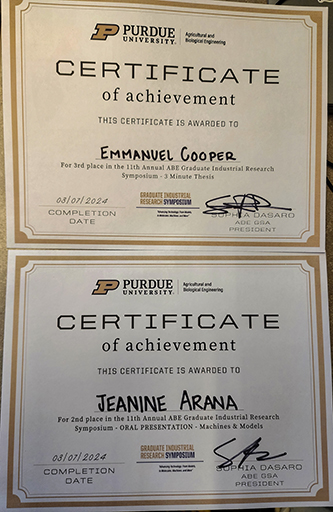 PURDUE UNIVERSITY. Agricultural and Biological Engineering
CERTIFICATE
of achievement
THIS CERTIFICATE IS AWARDED TO
EMMANUEL COOPER
For 3rd place in the 11th Annual ABE Graduate Industrial Research
Symposium - 3 Minute Thesis
03/07/2024
COMPLETION
DATE
GRADUATE INDUSTRIAL
RESEARCH SYMPOSIUM
SOPHIA DASARO
ABE GSA
PRESIDENT
PURDUE UNIVERSITY. Agricultural and Biological Engineering
CERTIFICATE
of achievement
THIS CERTIFICATE IS AWARDED TO
JEANINE ARANA
For 2nd place in the 11th Annual ABE Graduate Industrial Research
Symposium - ORAL PRESENTATION - Machines & Models
03/07/2024
COMPLETION
DATE
GRADUATE INDUSTRIAL
RESEARCH SYMPOSIUM
SOPHIA DASARO
ABE GSA
PRESIDENT